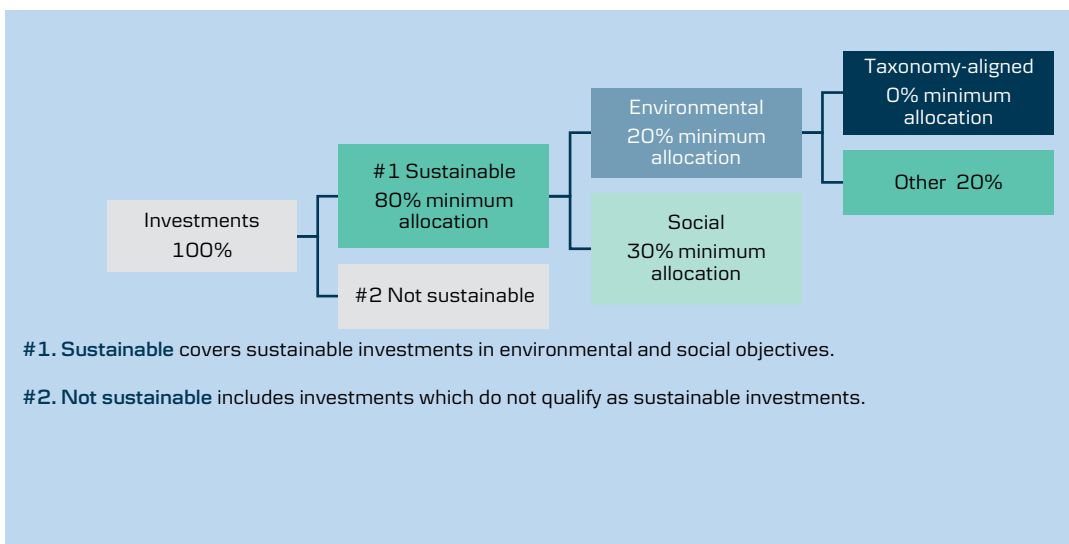 Investments
100%
#1 Sustainable
80% minimum
allocation
#2 Not sustainable
Environmental
20% minimum
allocation
Social
30% minimum
allocation
Taxonomy-aligned
0% minimum
allocation
Other 20%
#1. Sustainable covers sustainable investments in environmental and social objectives.
#2. Not sustainable includes investments which do not qualify as sustainable investments.